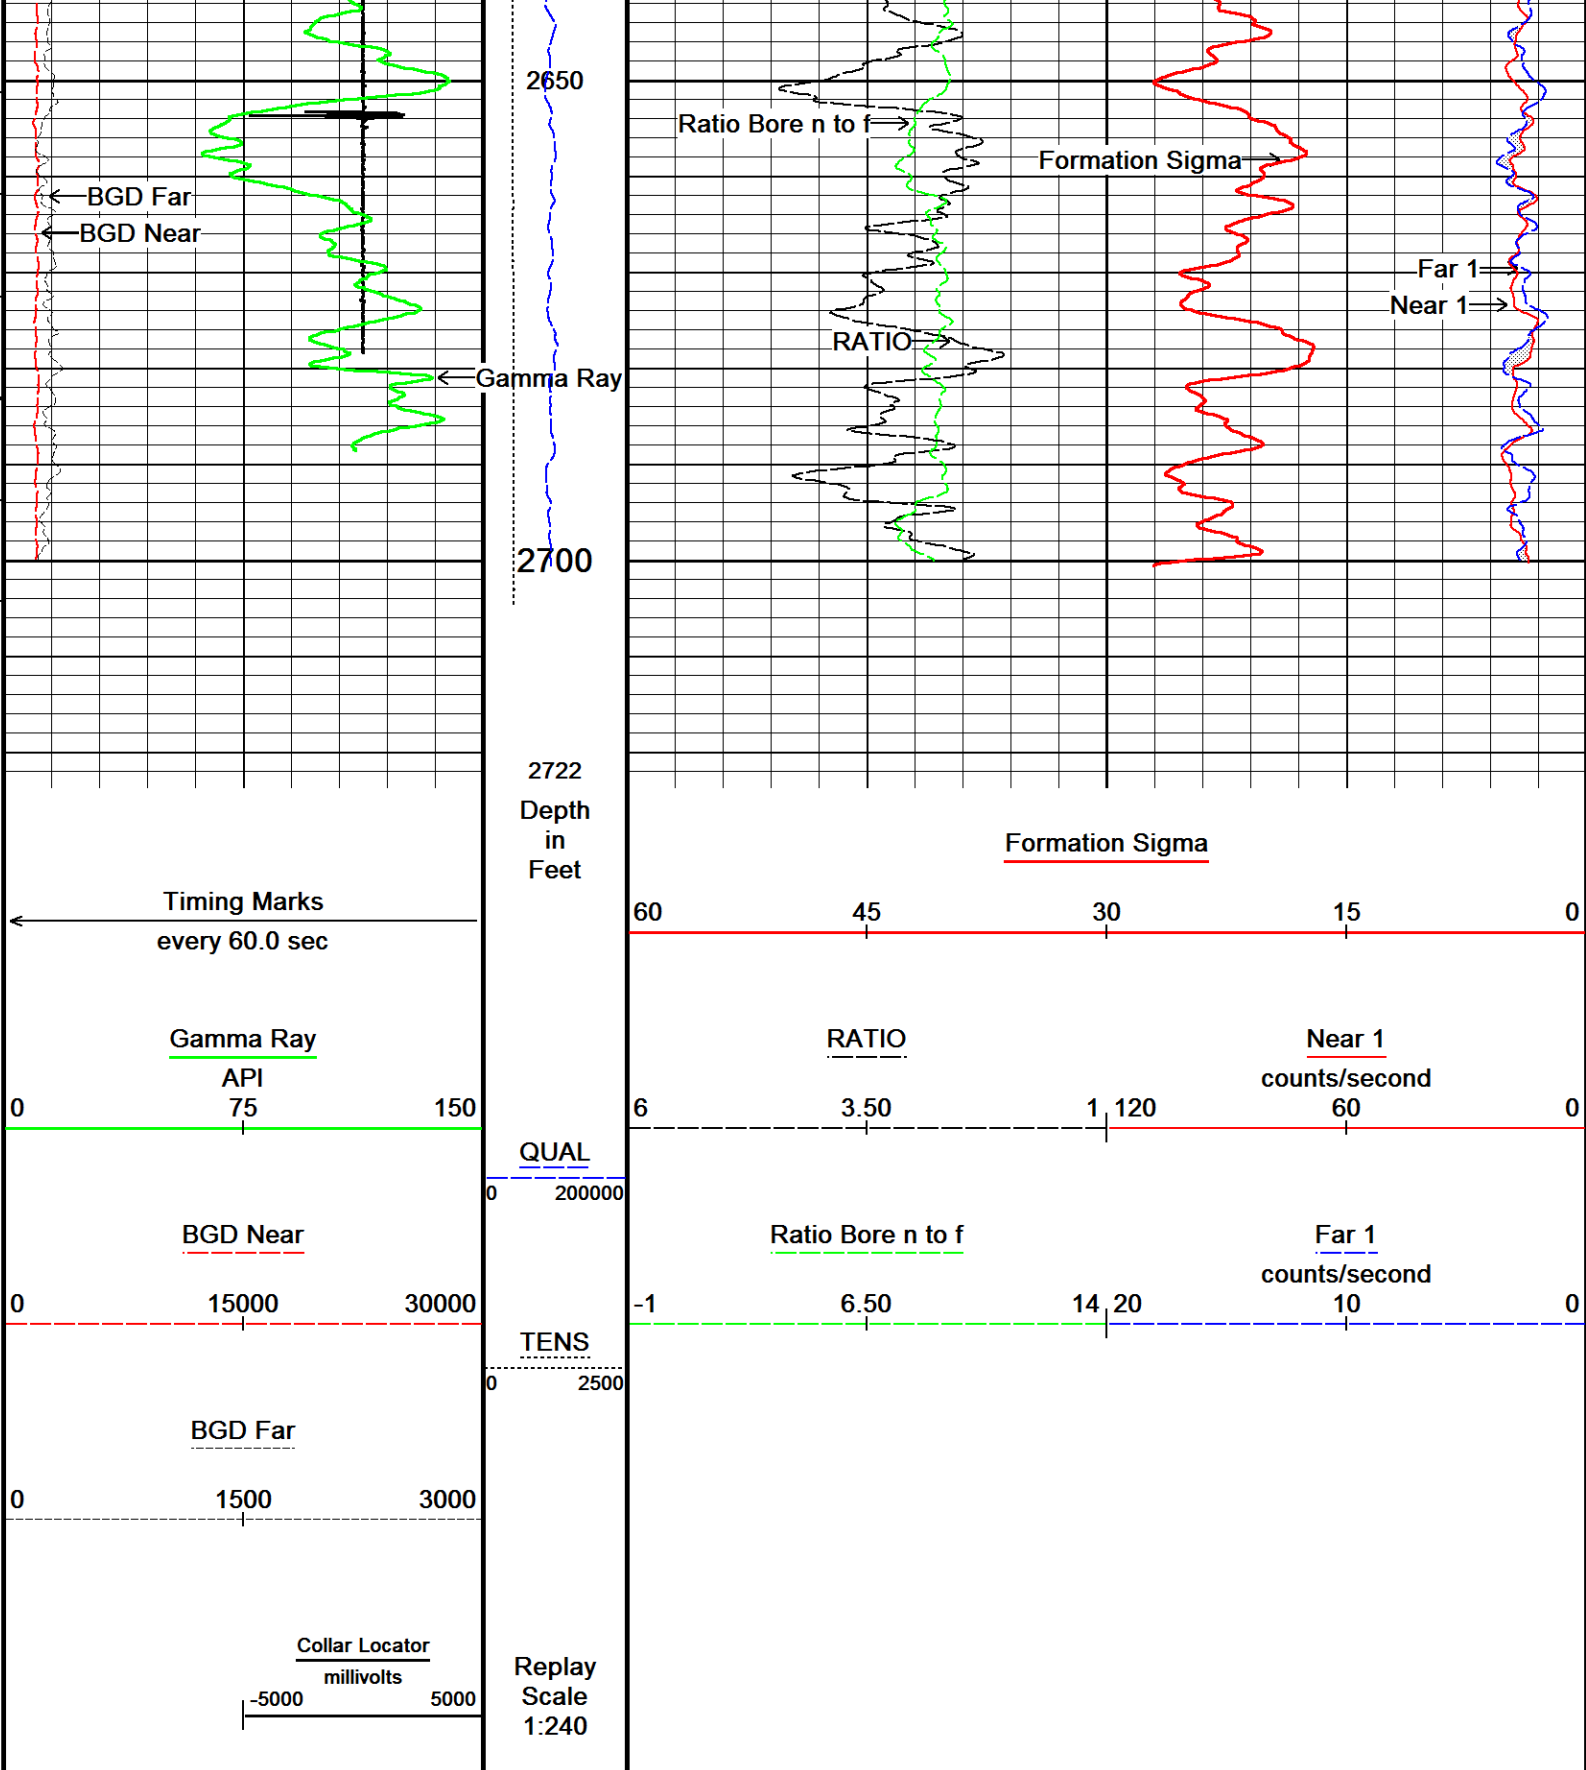 2650
Ratio Bore n to f
Formation Sigma
BGD Far
BGD Near
Far 1
Near 1
RATIO
Gamma Ray
2700
2722
Depth
in
Feet
Formation Sigma
Timing Marks
every 60.0 sec
60 45 30 15 0
Gamma Ray
API
0 75 150
RATIO
6 3.50 1
Near 1
counts/second
120 60 0
QUAL
0 200000
BGD Near
0 15000 30000
Ratio Bore n to f
-1 6.50 14
Far 1
counts/second
20 10 0
TENS
0 2500
BGD Far
0 1500 3000
Collar Locator
millivolts
-5000 5000
Replay
Scale
1:240